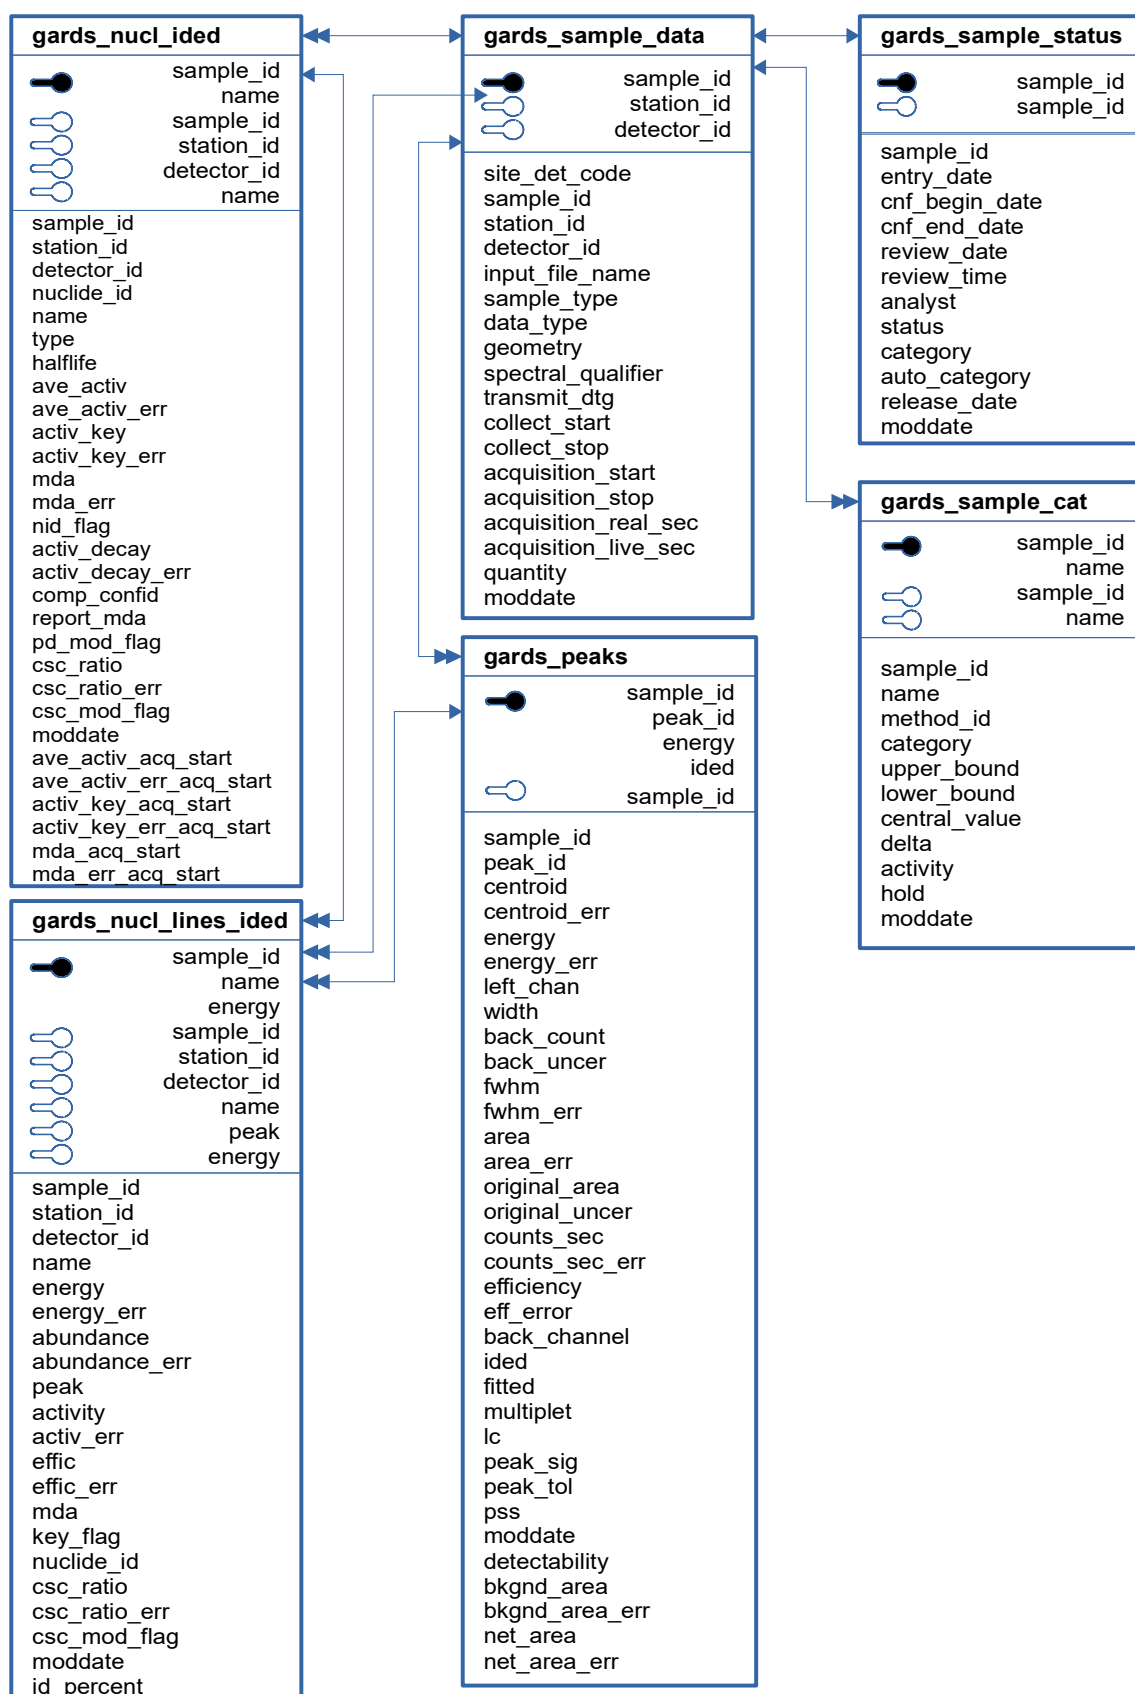 gards_nucl_ided
sample_id
name
sample_id
station_id
detector_id
name
sample_id
station_id
detector_id
nuclide_id
name
type
halflife
ave_activ
ave_activ_err
activ_key
activ_key_err
mda
mda_err
nid_flag
activ_decay
activ_decay_err
comp_confid
report_mda
pd_mod_flag
csc_ratio
csc_ratio_err
csc_mod_flag
moddate
ave_activ_acq_start
ave_activ_err_acq_start
activ_key_acq_start
activ_key_err_acq_start
mda_acq_start
mda_err_acq_start
gards_nucl_lines_ided
sample_id
name
energy
sample_id
station_id
detector_id
name
peak
energy
sample_id
station_id
detector_id
name
energy
energy_err
abundance
abundance_err
peak
activity
activ_err
effic
effic_err
mda
key_flag
nuclide_id
csc_ratio
csc_ratio_err
csc_mod_flag
moddate
id_percent
gards_sample_data
sample_id
station_id
detector_id
site_det_code
sample_id
station_id
detector_id
input_file_name
sample_type
data_type
geometry
spectral_qualifier
transmit_dtg
collect_start
collect_stop
acquisition_start
acquisition_stop
acquisition_real_sec
acquisition_live_sec
quantity
moddate
gards_peaks
sample_id
peak_id
energy
ided
sample_id
sample_id
peak_id
centroid
centroid_err
energy
energy_err
left_chan
width
back_count
back_uncer
fwhm
fwhm_err
area
area_err
original_area
original_uncer
counts_sec
counts_sec_err
efficiency
eff_error
back_channel
ided
fitted
multiplet
lc
peak_sig
peak_tol
pss
moddate
detectability
bkgnd_area
bkgnd_area_err
net_area
net_area_err
gards_sample_status
sample_id
sample_id
sample_id
entry_date
cnf_begin_date
cnf_end_date
review_date
review_time
analyst
status
category
auto_category
release_date
moddate
gards_sample_cat
sample_id
name
sample_id
name
sample_id
name
method_id
category
upper_bound
lower_bound
central_value
delta
activity
hold
moddate